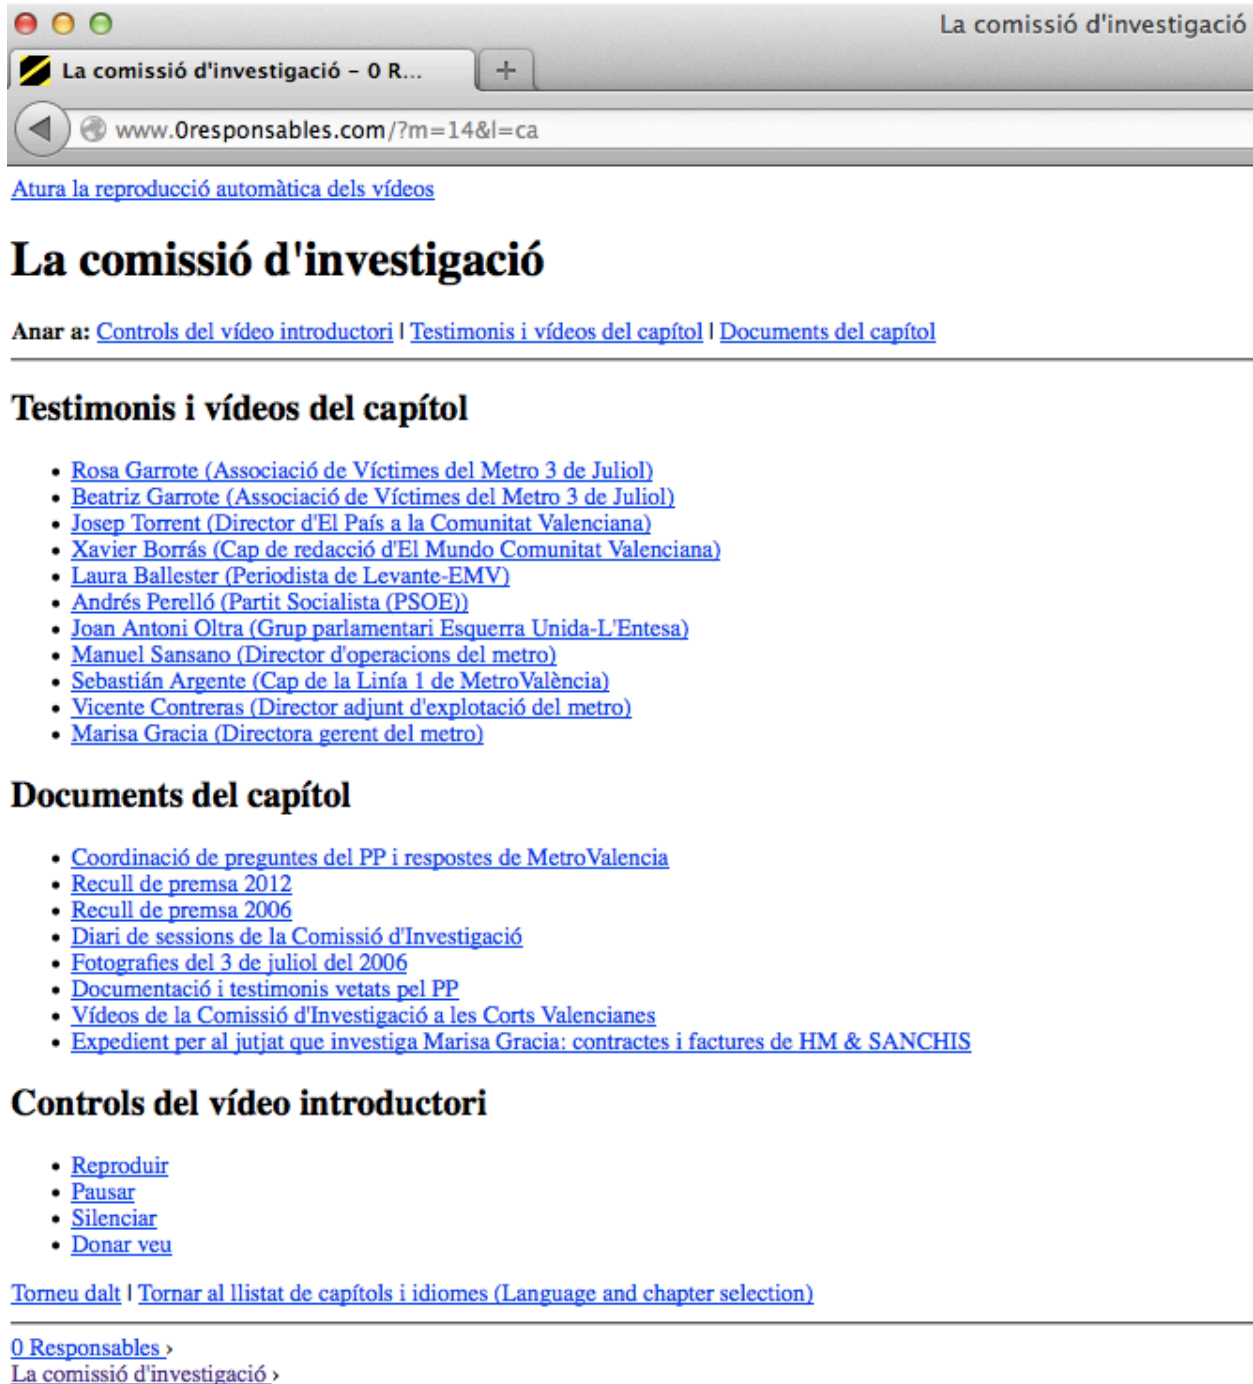 La comissió d'investigació
La comissió d'investigació – 0 R...
www.0responsables.com/?m=14&l=ca
Atura la reproducció automàtica dels vídeos
La comissió d'investigació
Anar a: Controls del vídeo introductori | Testimonis i vídeos del capítol | Documents del capítol
Testimonis i vídeos del capítol
• Rosa Garrote (Associació de Víctimes del Metro 3 de Juliol)
• Beatriz Garrote (Associació de Víctimes del Metro 3 de Juliol)
• Josep Torrent (Director d'El País a la Comunitat Valenciana)
• Xavier Borrás (Cap de redacció d'El Mundo Comunitat Valenciana)
• Laura Ballester (Periodista de Levante-EMV)
• Andrés Perelló (Partit Socialista (PSOE))
• Joan Antoni Oltra (Grup parlamentari Esquerra Unida-L'Entesa)
• Manuel Sansano (Director d'operacions del metro)
• Sebastián Argente (Cap de la Linía 1 de MetroValència)
• Vicente Contreras (Director adjunt d'explotació del metro)
• Marisa Gracia (Directora gerent del metro)
Documents del capítol
• Coordinació de preguntes del PP i respostes de MetroValencia
• Recull de premsa 2012
• Recull de premsa 2006
• Diari de sessions de la Comissió d'Investigació
• Fotografies del 3 de juliol del 2006
• Documentació i testimonis vetats pel PP
• Vídeos de la Comissió d'Investigació a les Corts Valencianes
• Expedient per al jutjat que investiga Marisa Gracia: contractes i factures de HM & SANCHIS
Controls del vídeo introductori
• Reproduir
• Pausar
• Silenciar
• Donar veu
Torneu dalt | Tornar al llistat de capítols i idiomes (Language and chapter selection)
0 Responsables ›
La comissió d'investigació ›